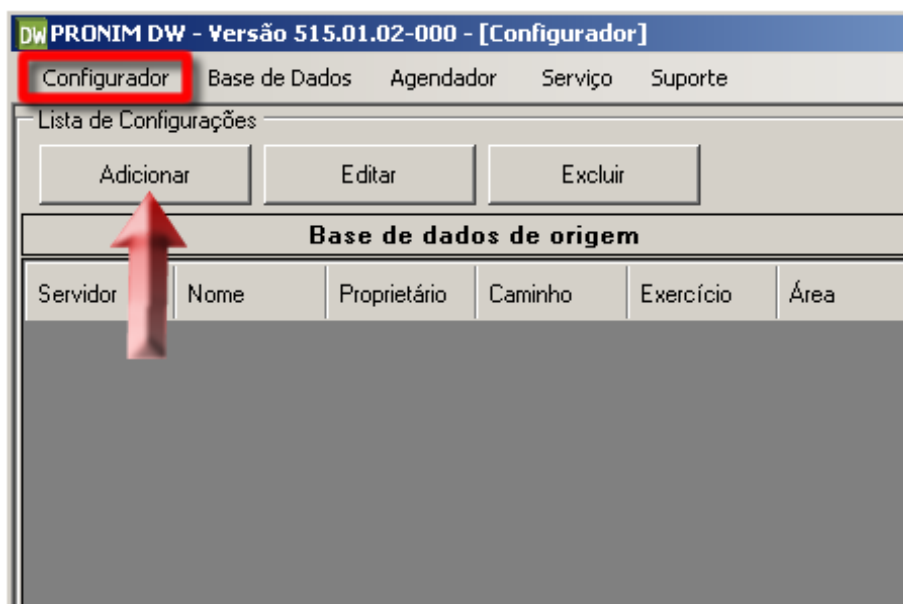 DW PRONIM DW - Versão 515.01.02-000 - [Configurador]
Configurador Base de Dados Agendador Serviço Suporte
Lista de Configurações
Adicionar Editar Excluir
Base de dados de origem
Servidor Nome Proprietário Caminho Exercício Área